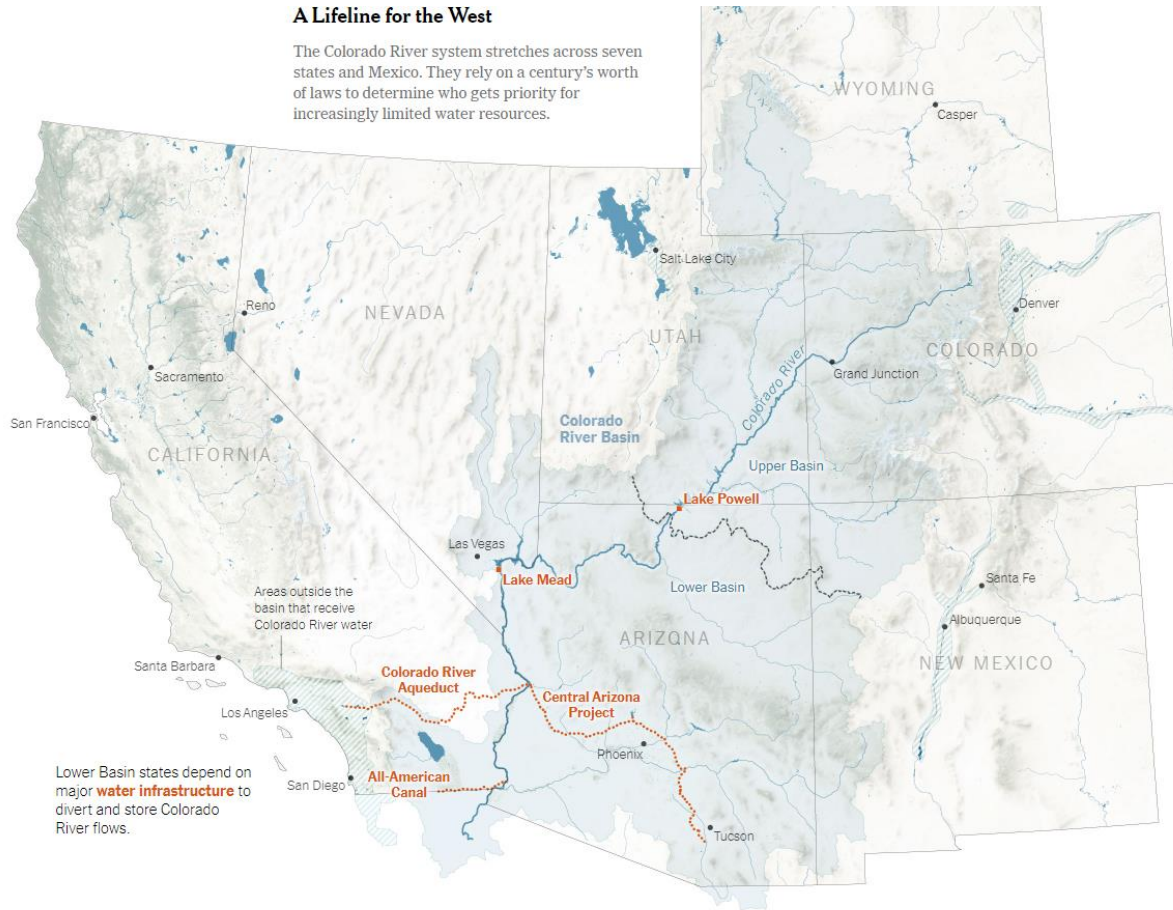 A Lifeline for the West
The Colorado River system stretches across seven
states and Mexico. They rely on a century's worth
of laws to determine who gets priority for
increasingly limited water resources.
WYOMING
Casper
Salt Lake City
Reno
NEVADA
UTAH
Denver
COLORADO
Sacramento
Grand Junction
Colorado River
San Francisco
Colorado
River Basin
CALIFORNIA
Upper Basin
Lake Powell
Las Vegas
Lake Mead
Lower Basin
Santa Fe
Areas outside the
basin that receive
Colorado River water
Albuquerque
ARIZONA
NEW MEXICO
Santa Barbara
Colorado River
Aqueduct
Central Arizona
Project
Los Angeles
Phoenix
San Diego
All-American
Canal
Lower Basin states depend on
major water infrastructure to
divert and store Colorado
River flows.
Tucson